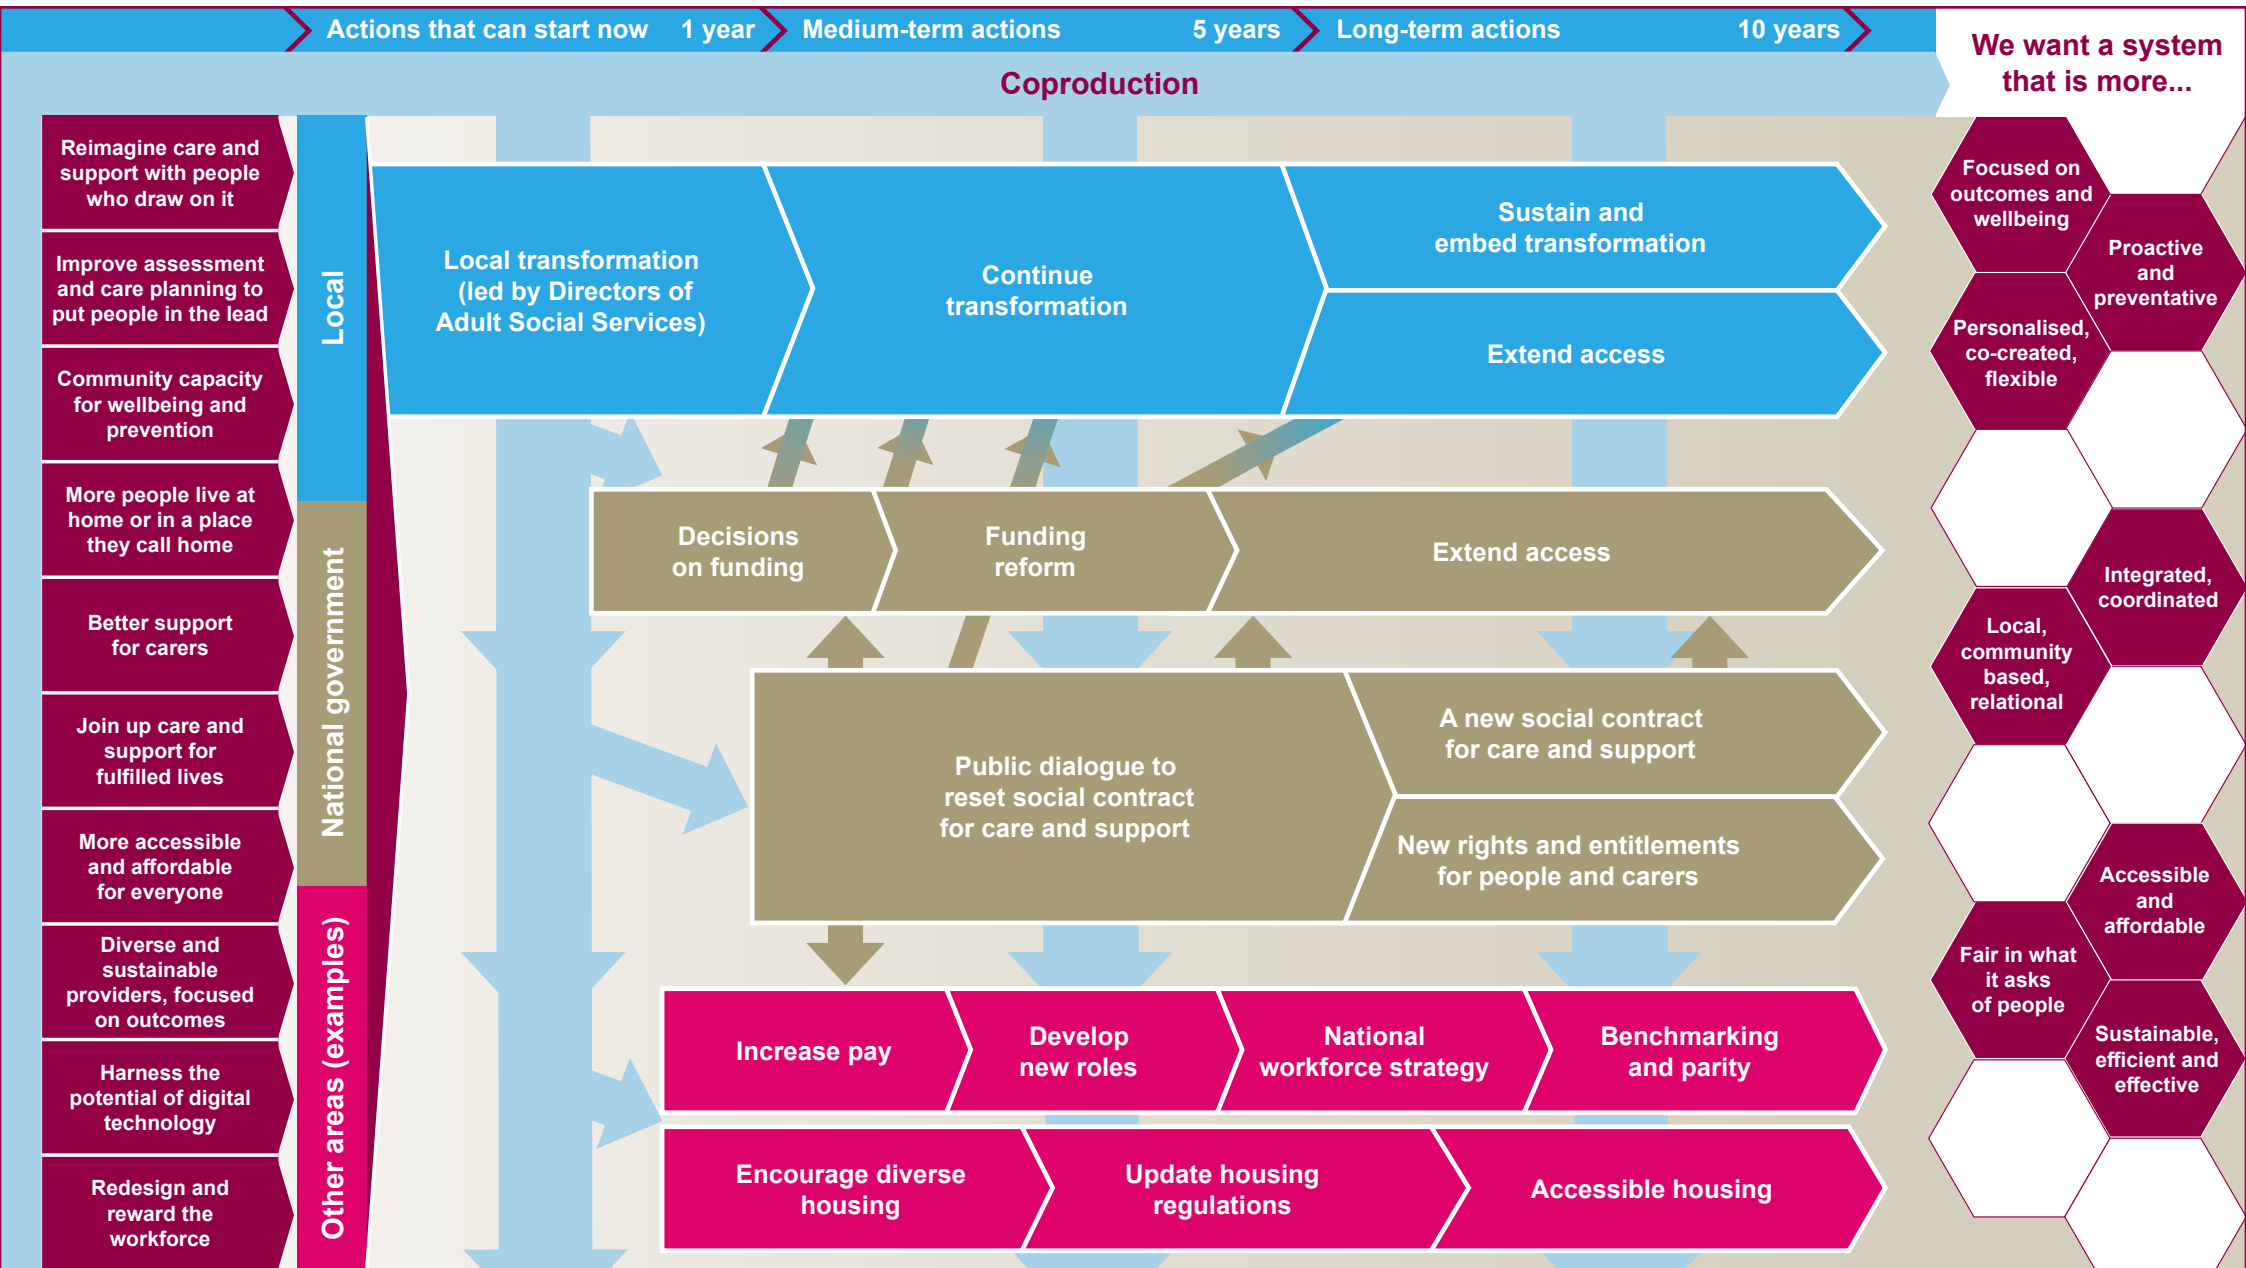 Actions that can start now
1 year
Medium-term actions
5 years
Long-term actions
10 years
We want a system
that is more...
Coproduction
Reimagine care and
support with people
who draw on it
Improve assessment
and care planning to
put people in the lead
Community capacity
for wellbeing and
prevention
More people live at
home or in a place
they call home
Better support
for carers
Join up care and
support for
fulfilled lives
More accessible
and affordable
for everyone
Diverse and
sustainable
providers, focused
on outcomes
Harness the
potential of digital
technology
Redesign and
reward the
workforce
Local
National government
Other areas (examples)
Local transformation
(led by Directors of
Adult Social Services)
Continue
transformation
Sustain and
embed transformation
Extend access
Decisions
on funding
Funding
reform
Extend access
Public dialogue to
reset social contract
for care and support
A new social contract
for care and support
New rights and entitlements
for people and carers
Increase pay
Develop
new roles
National
workforce strategy
Benchmarking
and parity
Encourage diverse
housing
Update housing
regulations
Accessible housing
Focused on
outcomes and
wellbeing
Proactive
and
preventative
Personalised,
co-created,
flexible
Integrated,
coordinated
Local,
community
based,
relational
Accessible
and
affordable
Fair in what
it asks
of people
Sustainable,
efficient and
effective